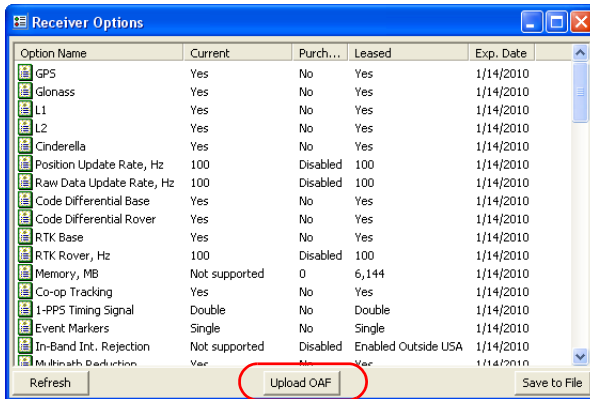 Receiver Options
Option Name Current Purch... Leased Exp. Date
GPS Yes No Yes 1/14/2010
Glonass Yes No Yes 1/14/2010
L1 Yes No Yes 1/14/2010
L2 Yes No Yes 1/14/2010
Cinderella Yes No Yes 1/14/2010
Position Update Rate, Hz 100 Disabled 100 1/14/2010
Raw Data Update Rate, Hz 100 Disabled 100 1/14/2010
Code Differential Base Yes No Yes 1/14/2010
Code Differential Rover Yes No Yes 1/14/2010
RTK Base Yes No Yes 1/14/2010
RTK Rover, Hz 100 Disabled 100 1/14/2010
Memory, MB Not supported 0 6,144 1/14/2010
Co-op Tracking Yes No Yes 1/14/2010
1-PPS Timing Signal Double No Double 1/14/2010
Event Markers Single No Single 1/14/2010
In-Band Int. Rejection Not supported Disabled Enabled Outside USA 1/14/2010
Multipath Reduction Yes No Yes 1/14/2010
Refresh Upload OAF Save to File